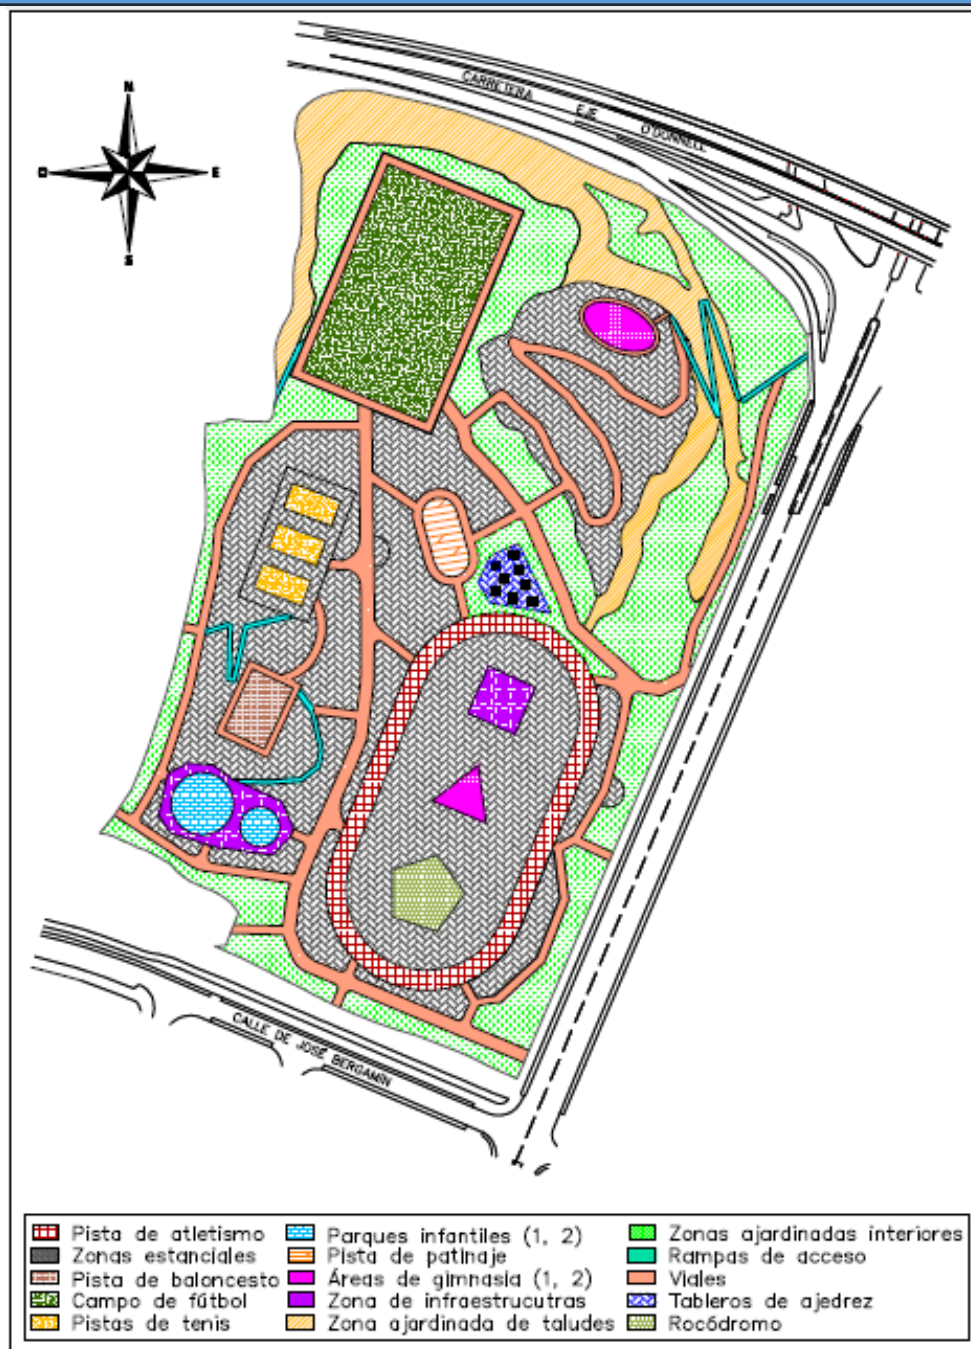 CARRETERA EJE O'DONNELL
N
O
E
S
CALLE DE JOSÉ BERGAMÍN
Pista de atletismo
Zonas estanciales
Pista de baloncesto
Campo de fútbol
Pistas de tenis
Parques infantiles (1, 2)
Pista de patinaje
Áreas de gimnasia (1, 2)
Zona de infraestrucutras
Zona ajardinada de taludes
Zonas ajardinadas interiores
Rampas de acceso
Viales
Tableros de ajedrez
Rocódromo